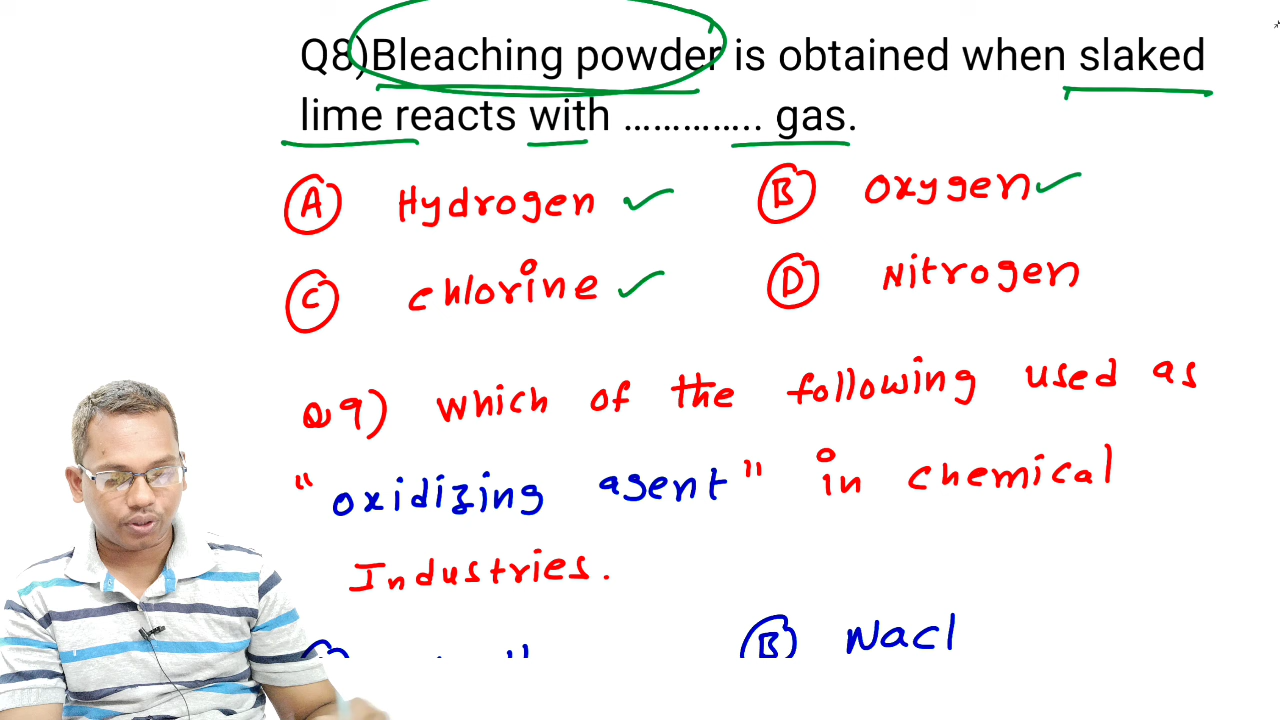 Q8)Bleaching powder is obtained when slaked
lime reacts with ………….. gas.
A Hydrogen B Oxygen
C Chlorine D Nitrogen
Q9) Which of the following used as
"oxidizing agent" in chemical
Industries.
B Nacl